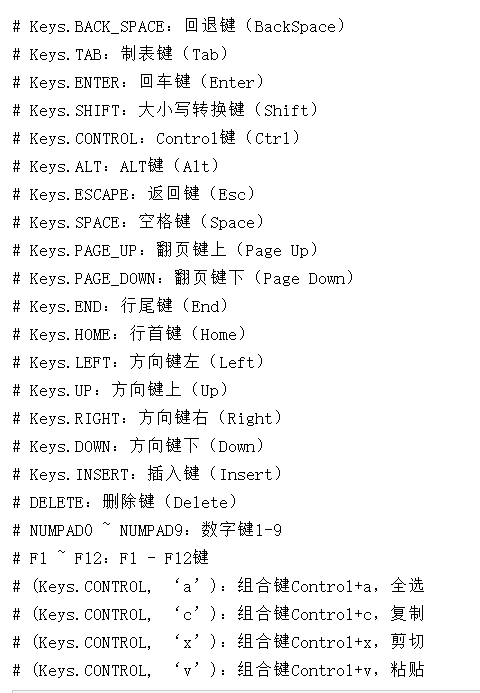 # Keys.BACK_SPACE：回退键（BackSpace）
# Keys.TAB：制表键（Tab）
# Keys.ENTER：回车键（Enter）
# Keys.SHIFT：大小写转换键（Shift）
# Keys.CONTROL：Control键（Ctrl）
# Keys.ALT：ALT键（Alt）
# Keys.ESCAPE：返回键（Esc）
# Keys.SPACE：空格键（Space）
# Keys.PAGE_UP：翻页键上（Page Up）
# Keys.PAGE_DOWN：翻页键下（Page Down）
# Keys.END：行尾键（End）
# Keys.HOME：行首键（Home）
# Keys.LEFT：方向键左（Left）
# Keys.UP：方向键上（Up）
# Keys.RIGHT：方向键右（Right）
# Keys.DOWN：方向键下（Down）
# Keys.INSERT：插入键（Insert）
# DELETE：删除键（Delete）
# NUMPAD0 ~ NUMPAD9：数字键1-9
# F1 ~ F12：F1 - F12键
# (Keys.CONTROL, ‘a’)：组合键Control+a，全选
# (Keys.CONTROL, ‘c’)：组合键Control+c，复制
# (Keys.CONTROL, ‘x’)：组合键Control+x，剪切
# (Keys.CONTROL, ‘v’)：组合键Control+v，粘贴